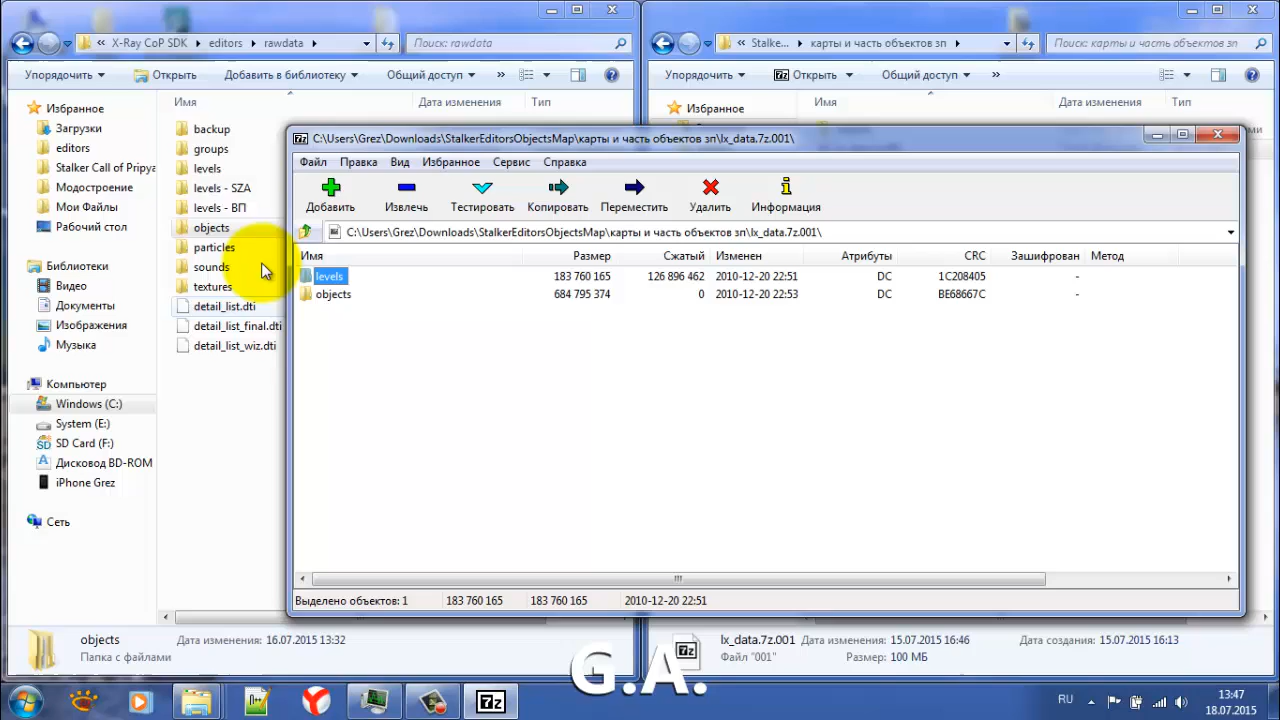 « X-Ray CoP SDK ▸ editors ▸ rawdata ▸
Поиск: rawdata
« Stalke... ▸ карты и часть объектов зп ▸
Поиск: карты и часть объектов зп
Упорядочить
Открыть
Добавить в библиотеку
Общий доступ
»
Упорядочить
Открыть
Общий доступ
»
Избранное
Загрузки
editors
Stalker Call of Pripya
Модостроение
Мои Файлы
Рабочий стол
Библиотеки
Видео
Документы
Изображения
Музыка
Компьютер
Windows (C:)
System (E:)
SD Card (F:)
Дисковод BD-ROM
iPhone Grez
Сеть
Имя
Дата изменения
Тип
backup
groups
levels
levels - SZA
levels - ВП
objects
particles
sounds
textures
detail_list.dti
detail_list_final.dti
detail_list_wiz.dti
Избранное
Имя
Дата изменения
Тип
C:\Users\Grez\Downloads\StalkerEditorsObjectsMap\карты и часть объектов зп\lx_data.7z.001\
Файл Правка Вид Избранное Сервис Справка
Добавить Извлечь Тестировать Копировать Переместить Удалить Информация
C:\Users\Grez\Downloads\StalkerEditorsObjectsMap\карты и часть объектов зп\lx_data.7z.001\
Имя Размер Сжатый Изменен Атрибуты CRC Зашифрован Метод
levels 183 760 165 126 896 462 2010-12-20 22:51 DC 1C208405 -
objects 684 795 374 0 2010-12-20 22:53 DC BE68667C -
Выделено объектов: 1 183 760 165 183 760 165 2010-12-20 22:51
objects Дата изменения: 16.07.2015 13:32
Папка с файлами
lx_data.7z.001 Дата изменения: 15.07.2015 16:46 Дата создания: 15.07.2015 16:13
Файл "001" Размер: 100 МБ
G.A.
RU
13:47
18.07.2015